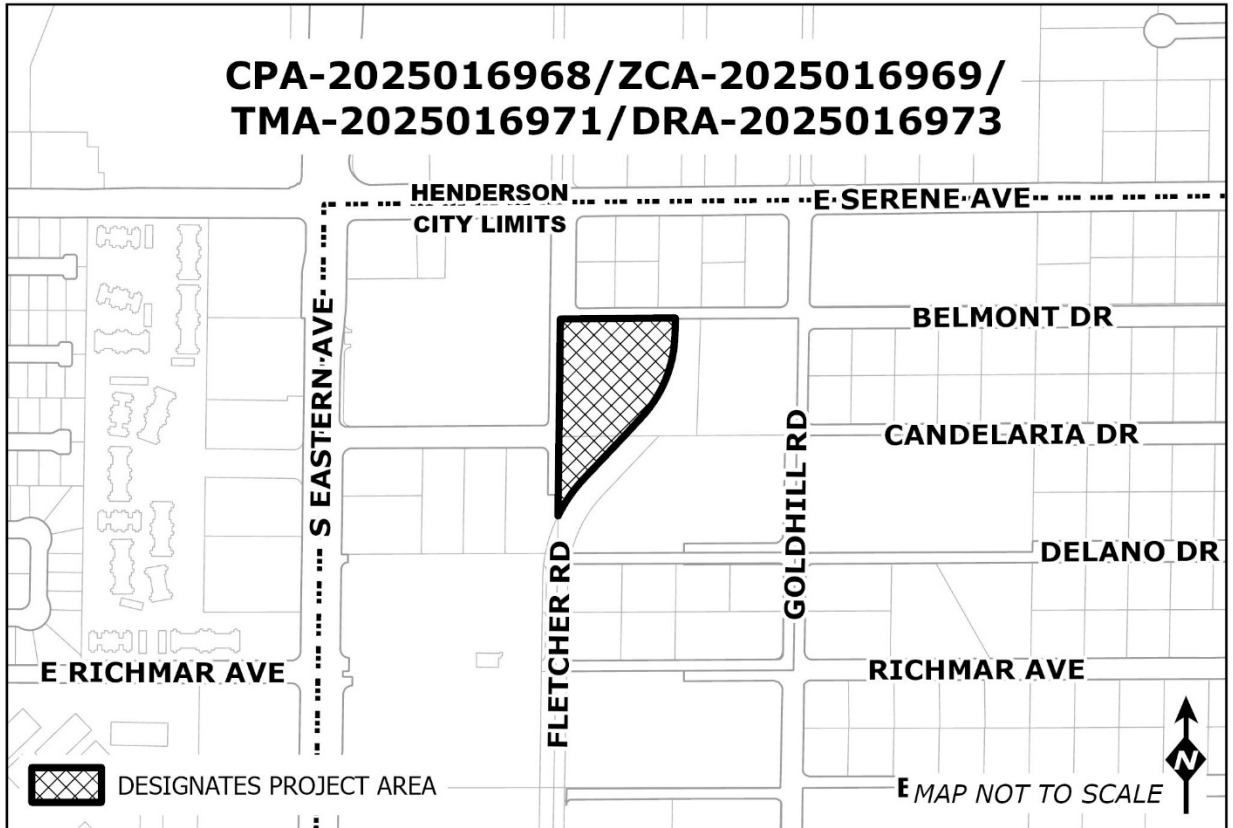 CPA-2025016968/ZCA-2025016969/
TMA-2025016971/DRA-2025016973
HENDERSON
CITY LIMITS
E SERENE AVE
S EASTERN AVE
BELMONT DR
CANDELARIA DR
GOLDHILL RD
DELANO DR
FLETCHER RD
E RICHMAR AVE
RICHMAR AVE
DESIGNATES PROJECT AREA
E
MAP NOT TO SCALE
N